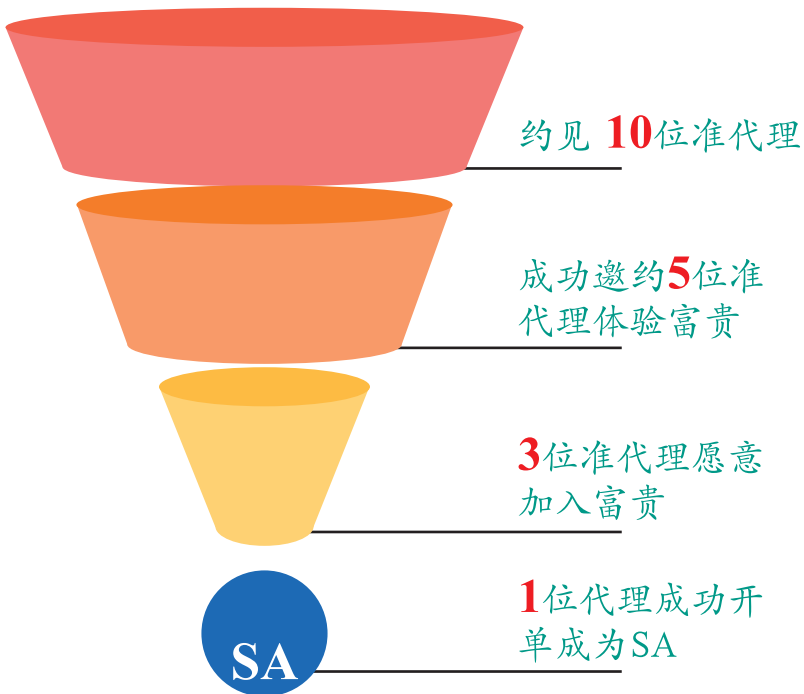 约见 10位准代理
成功邀约5位准
代理体验富贵
3位准代理愿意
加入富贵
1位代理成功开
单成为SA
SA